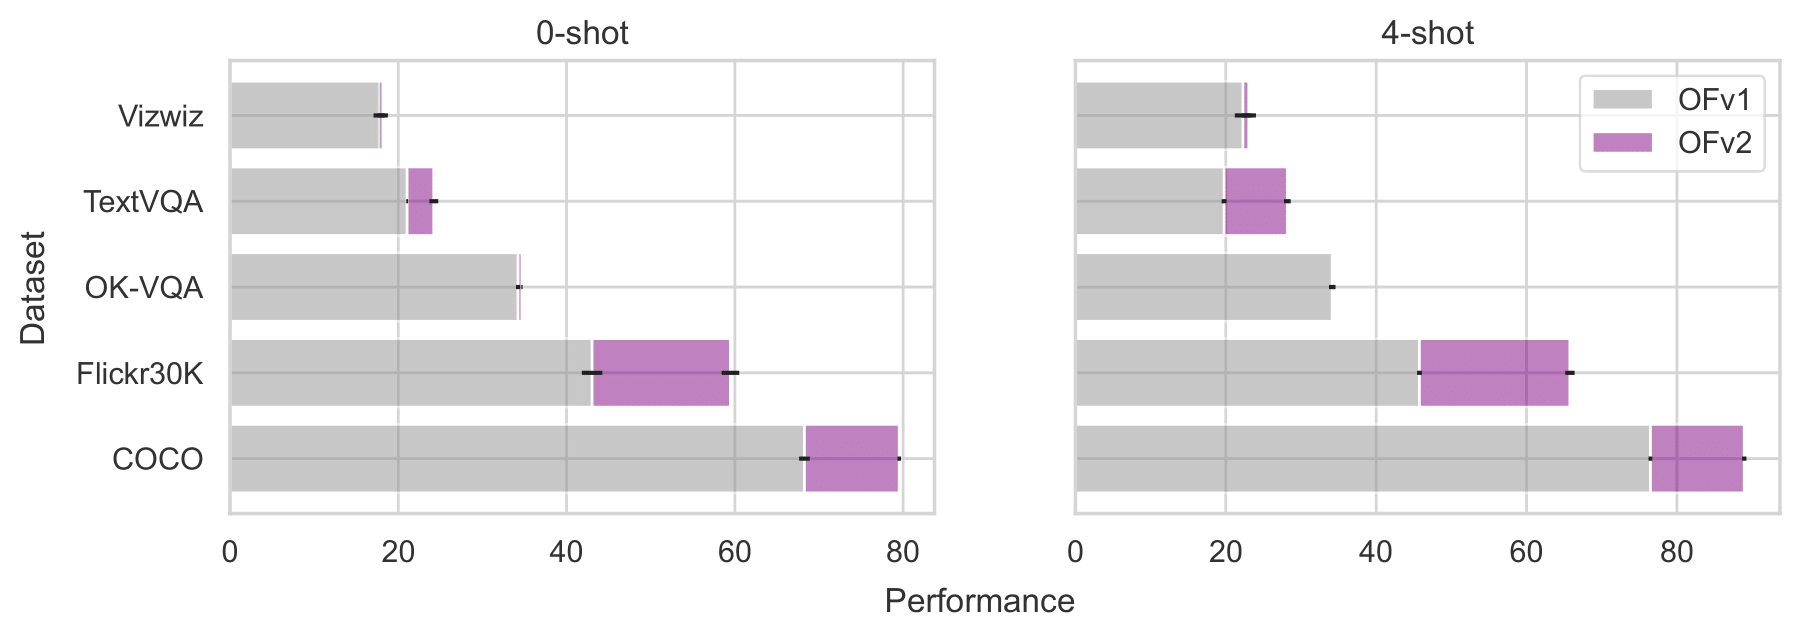 0-shot
4-shot
Dataset
Vizwiz
TextVQA
OK-VQA
Flickr30K
COCO
OFv1
OFv2
0 20 40 60 80
0 20 40 60 80
Performance